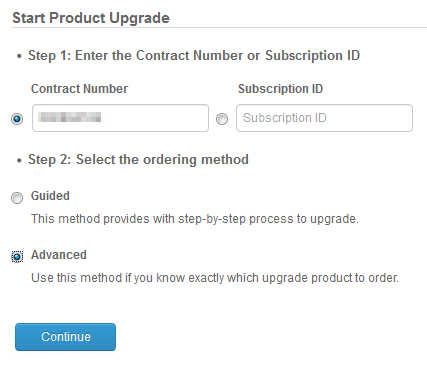 Start Product Upgrade
• Step 1: Enter the Contract Number or Subscription ID
Contract Number
Subscription ID
Subscription ID
• Step 2: Select the ordering method
Guided
This method provides with step-by-step process to upgrade.
Advanced
Use this method if you know exactly which upgrade product to order.
Continue